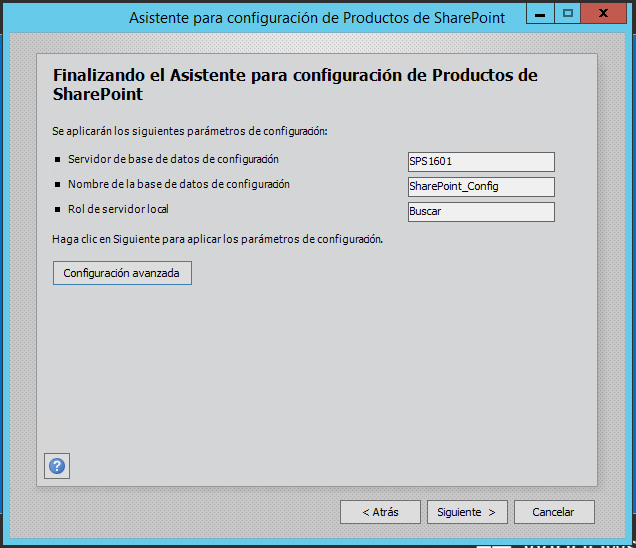 Asistente para configuración de Productos de SharePoint
Finalizando el Asistente para configuración de Productos de
SharePoint
Se aplicarán los siguientes parámetros de configuración:
Servidor de base de datos de configuración
SPS1601
Nombre de la base de datos de configuración
SharePoint_Config
Rol de servidor local
Buscar
Haga clic en Siguiente para aplicar los parámetros de configuración.
Configuración avanzada
?
< Atrás
Siguiente >
Cancelar